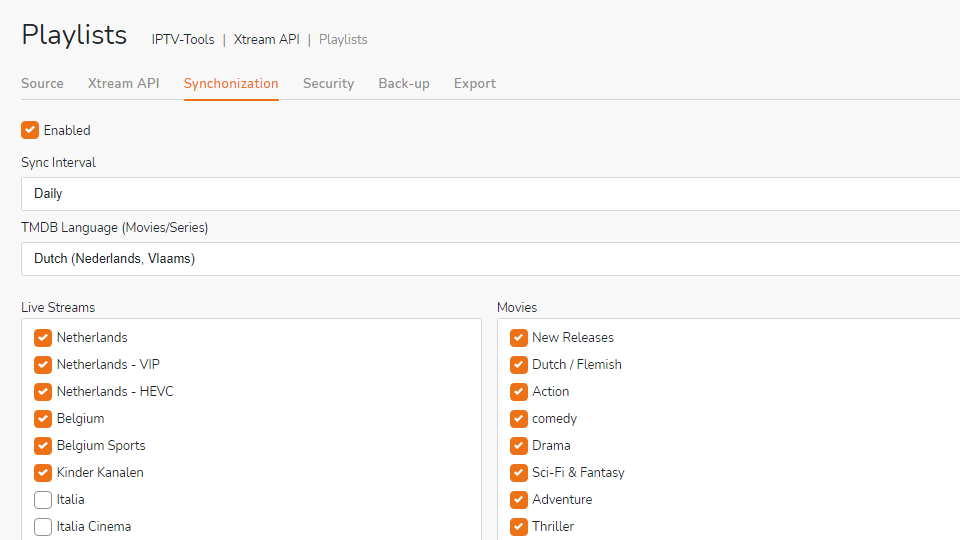 Playlists IPTV-Tools | Xtream API | Playlists
Source Xtream API Synchonization Security Back-up Export
Enabled
Sync Interval
Daily
TMDB Language (Movies/Series)
Dutch (Nederlands, Vlaams)
Live Streams
Netherlands
Netherlands - VIP
Netherlands - HEVC
Belgium
Belgium Sports
Kinder Kanalen
Italia
Italia Cinema
Movies
New Releases
Dutch / Flemish
Action
comedy
Drama
Sci-Fi & Fantasy
Adventure
Thriller